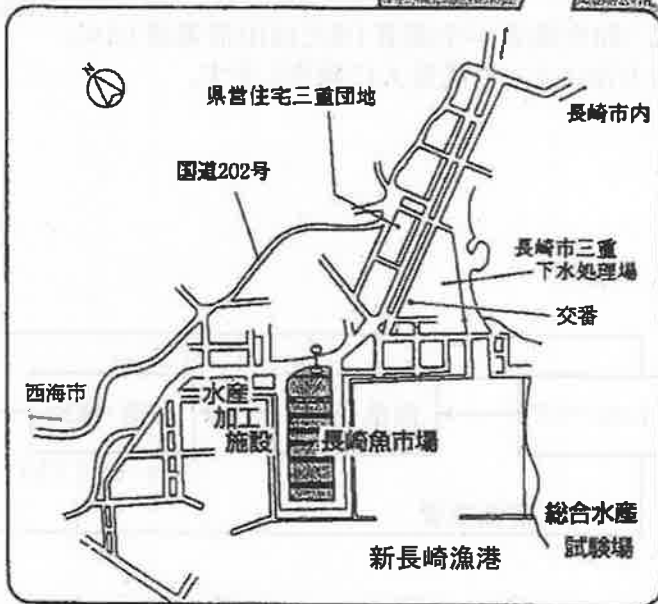 N
県営住宅三重団地
長崎市内
国道202号
長崎市三重
下水処理場
交番
西海市
水産
加工
施設
長崎魚市場
総合水産
試験場
新長崎漁港